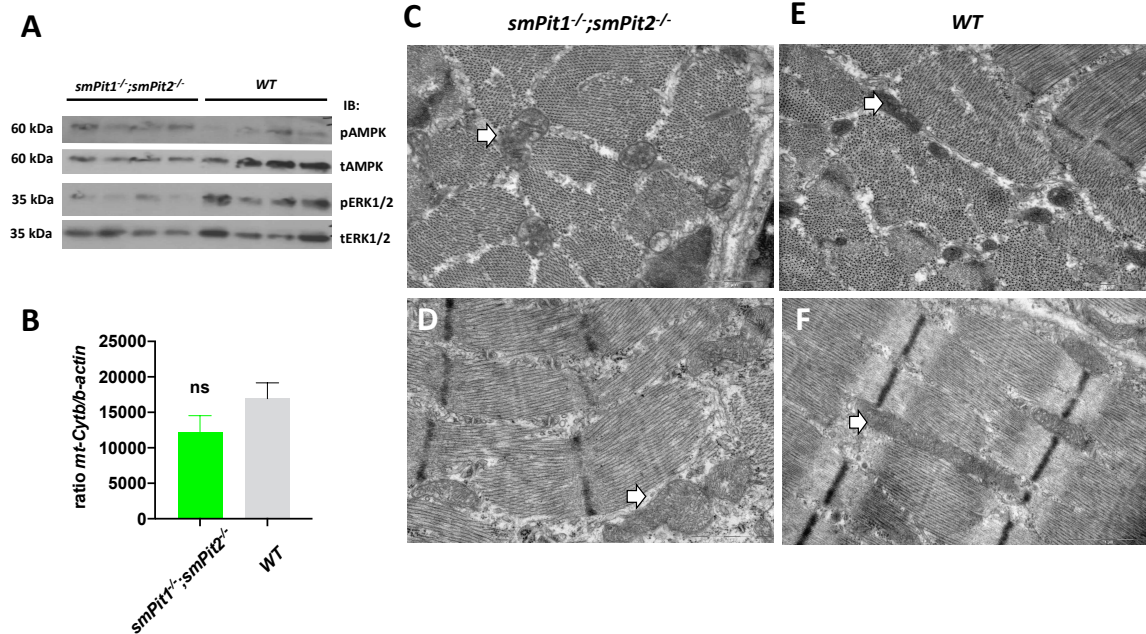 A
smPit1-/-;smPit2-/- WT
IB:
60 kDa pAMPK
60 kDa tAMPK
35 kDa pERK1/2
35 kDa tERK1/2
B
ratio mt-Cytb/b-actin
25000
20000
15000
10000
5000
0
ns
smPit1-/-;smPit2-/-
WT
C
smPit1-/-;smPit2-/-
E
WT
D
F